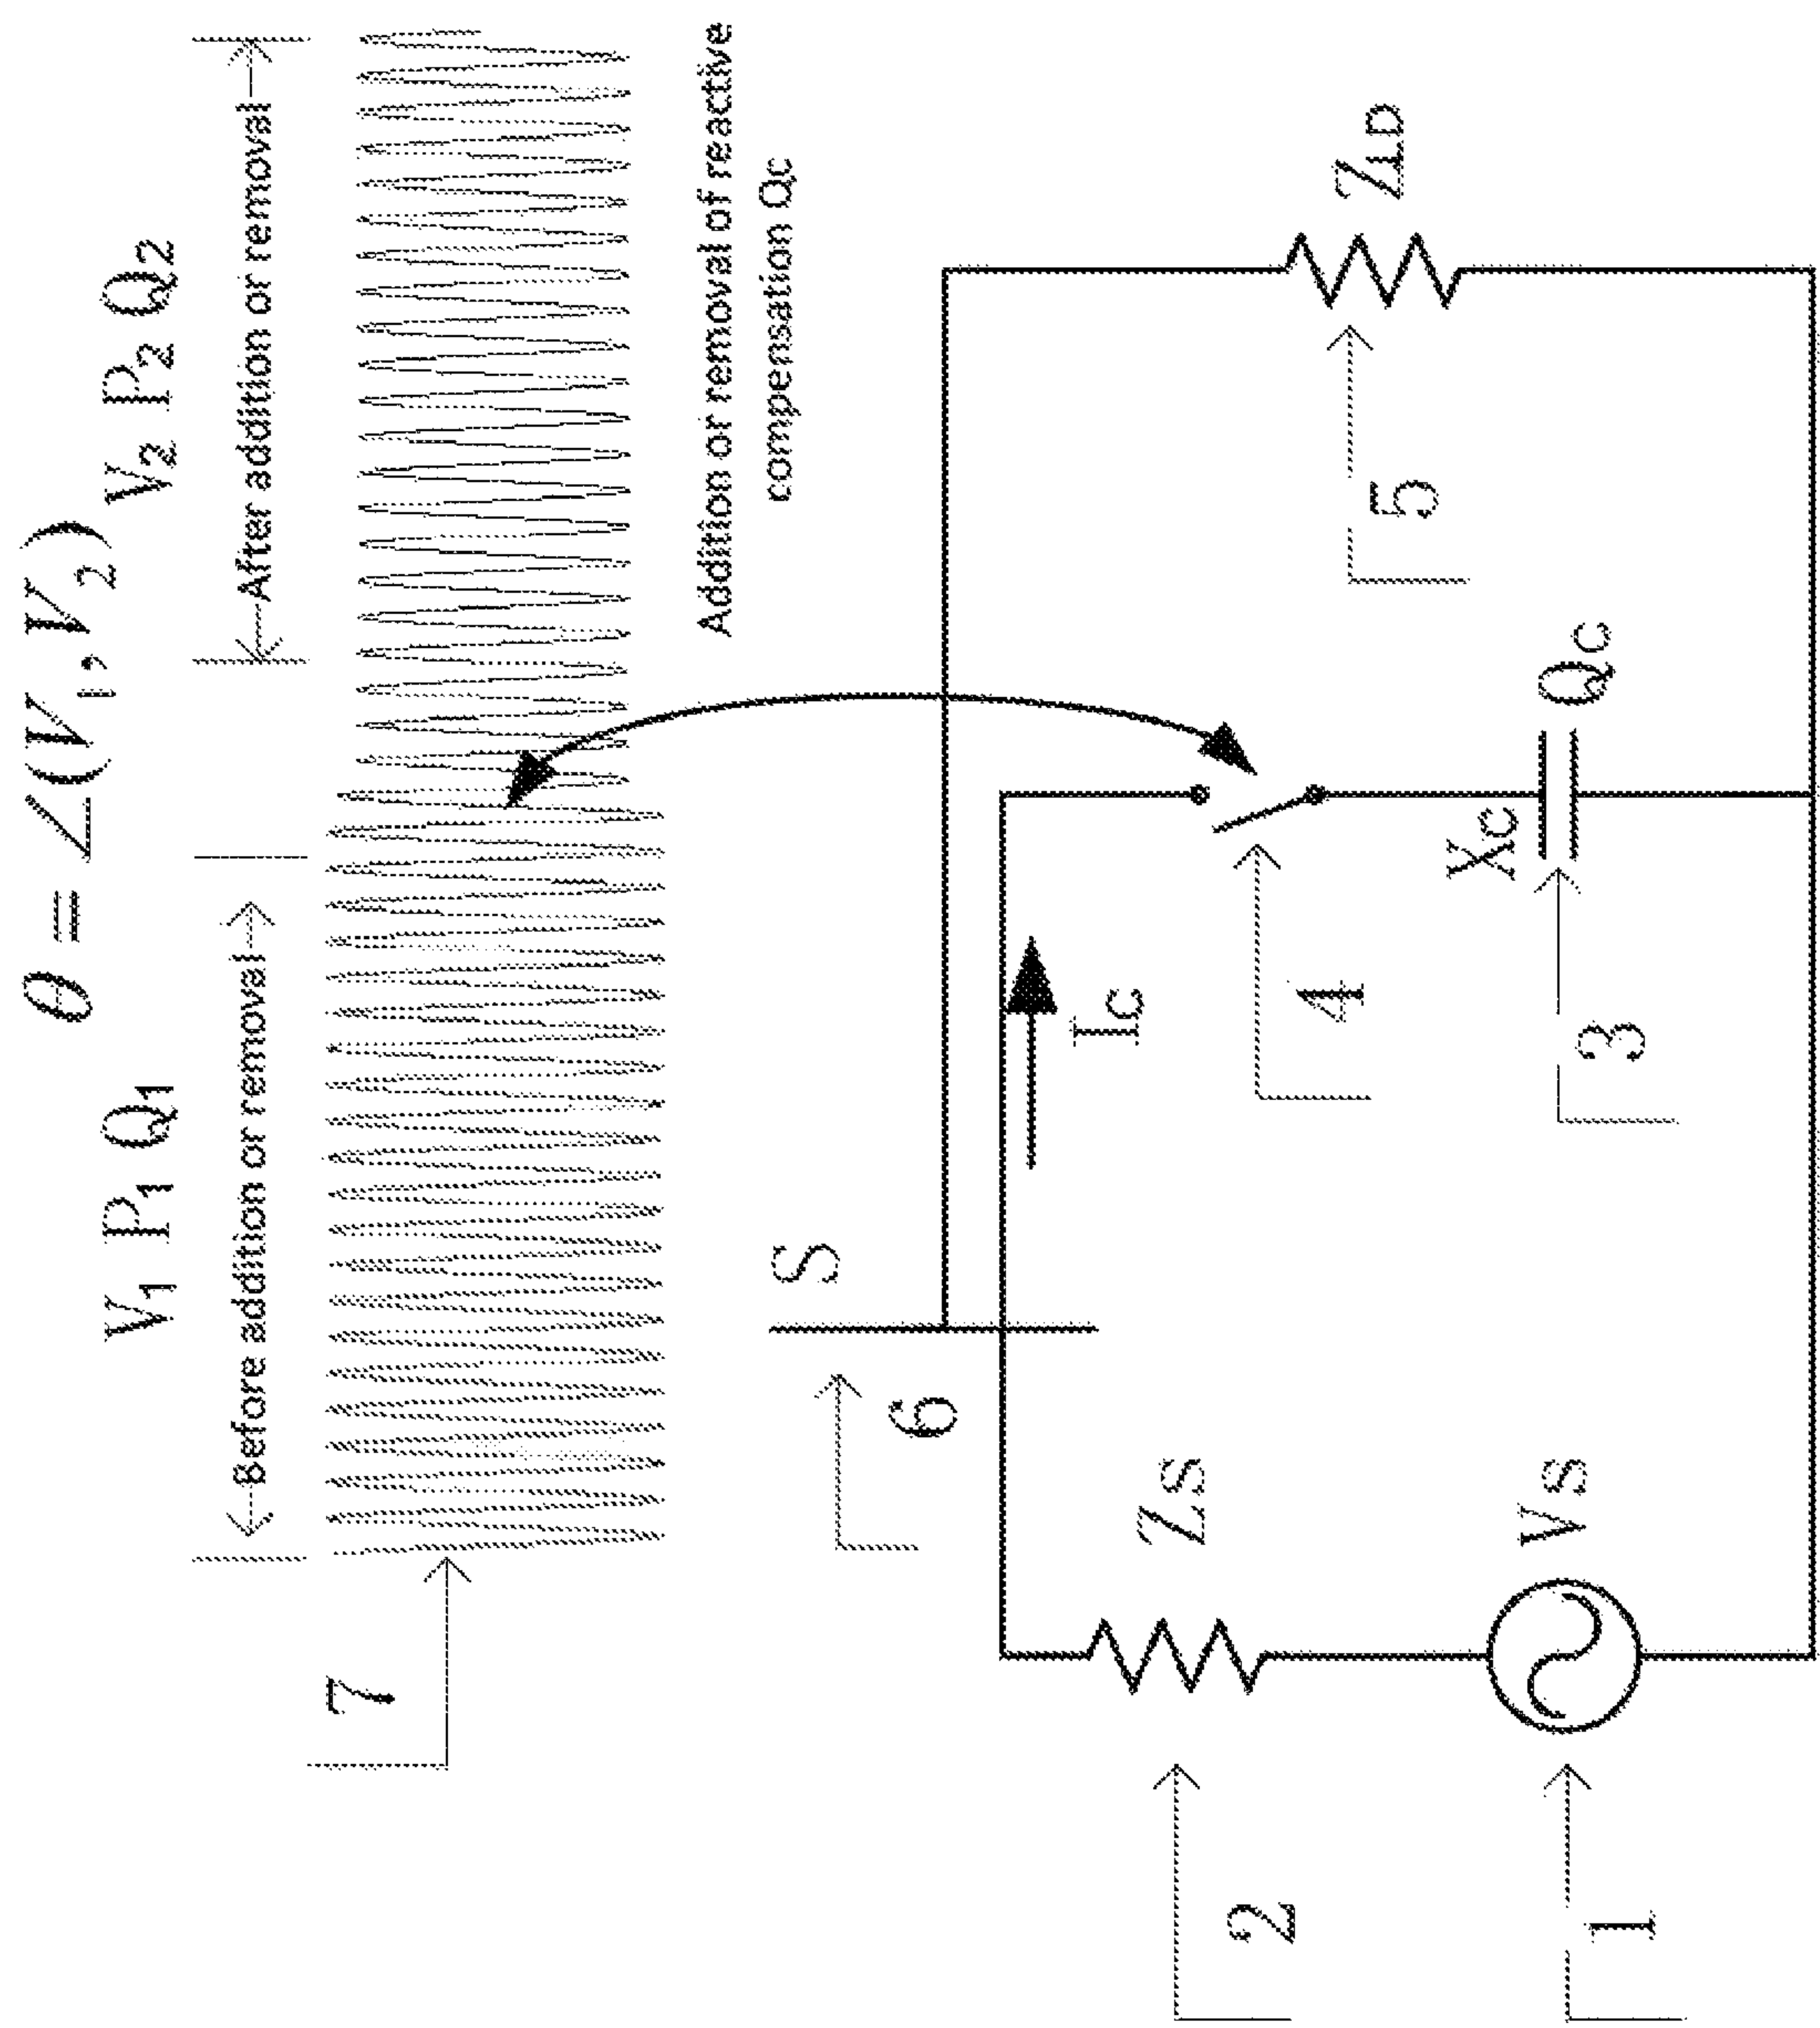 θ = ∠(V₁,V₂)
V₁ P₁ Q₁
V₂ P₂ Q₂
Before addition or removal
After addition or removal
7
Addition or removal of reactive
compensation Qc
S
6
Ic
Zs
2
4
5
ZLD
Xc
Qc
3
Vs
1